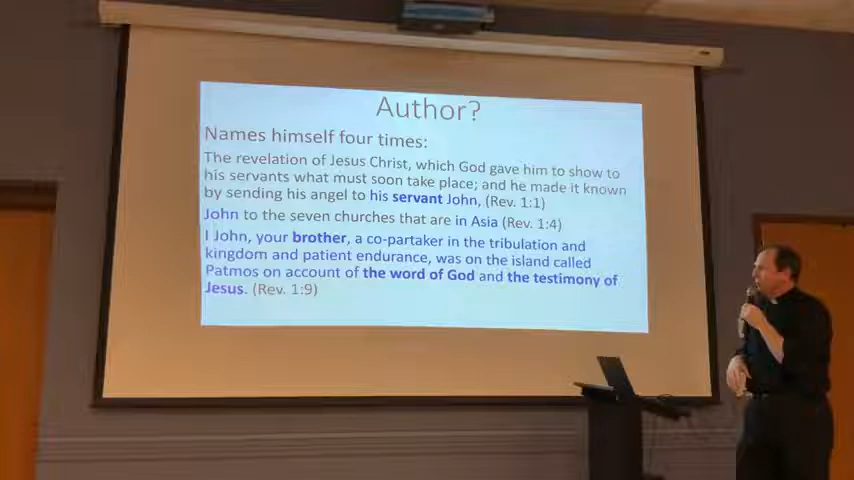 Author?
Names himself four times:
The revelation of Jesus Christ, which God gave him to show to
his servants what must soon take place; and he made it known
by sending his angel to his servant John, (Rev. 1:1)
John to the seven churches that are in Asia (Rev. 1:4)
I John, your brother, a co-partaker in the tribulation and
kingdom and patient endurance, was on the island called
Patmos on account of the word of God and the testimony of
Jesus. (Rev. 1:9)